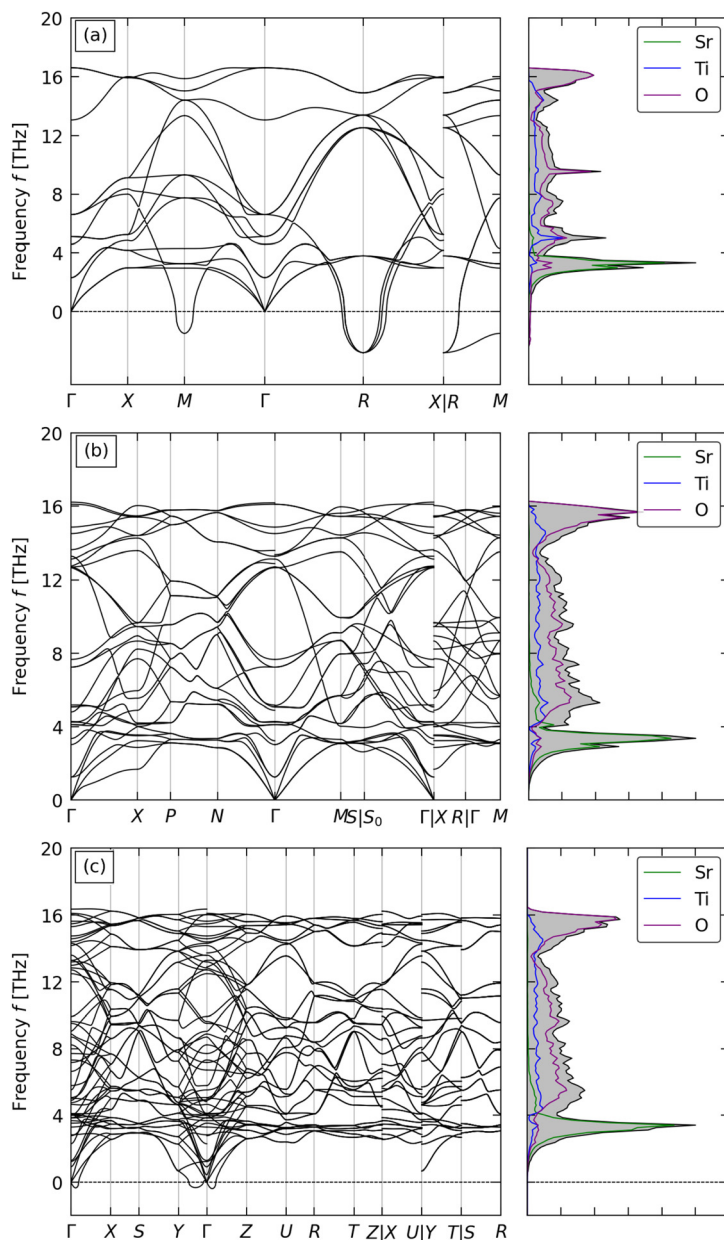 (a)
Frequency f [THz]
20
16
12
8
4
0
Γ X M Γ R X|R M
Sr
Ti
O
(b)
Frequency f [THz]
20
16
12
8
4
0
Γ X P N Γ M S|S₀ Γ|X R|Γ M
Sr
Ti
O
(c)
Frequency f [THz]
20
16
12
8
4
0
Γ X S Y Γ Z U R T Z|X U|Y T|S R
Sr
Ti
O